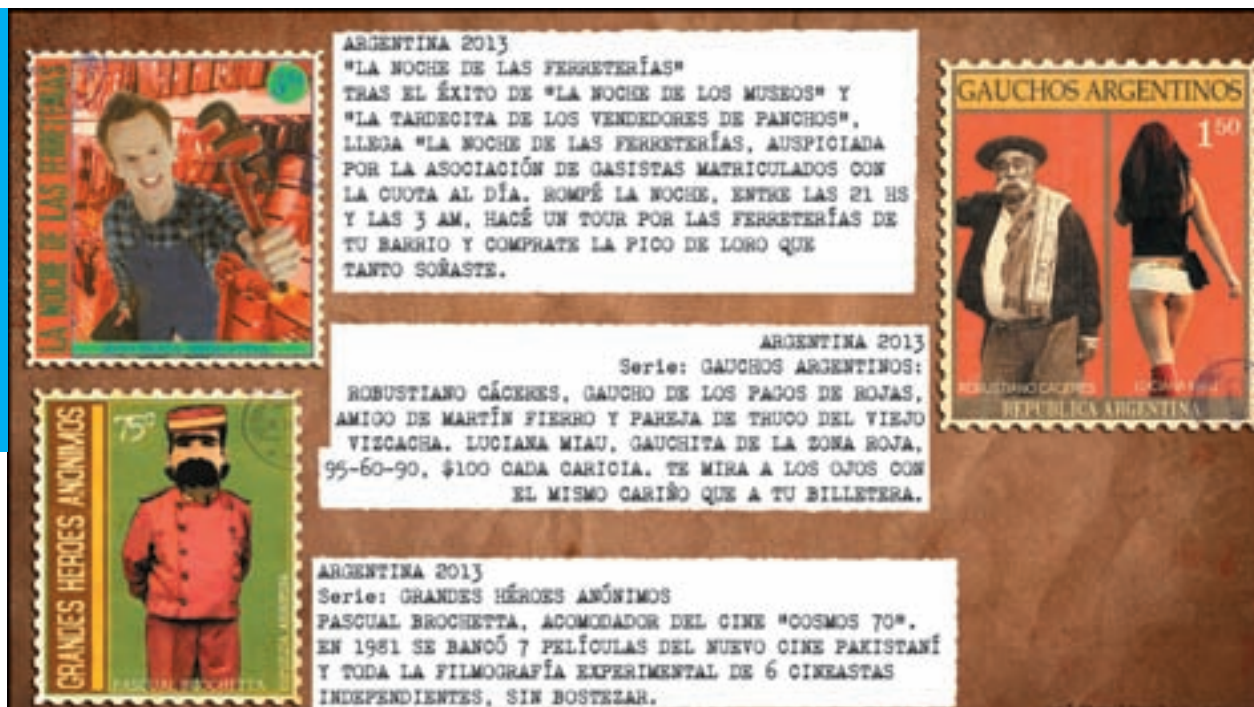 LA NOCHE DE LAS FERRETERIAS
ARGENTINA 2013
"LA NOCHE DE LAS FERRETERÍAS"
TRAS EL ÉXITO DE "LA NOCHE DE LOS MUSEOS" Y
"LA TARDECITA DE LOS VENDEDORES DE PANCHOS",
LLEGA "LA NOCHE DE LAS FERRETERÍAS, AUSPICIADA
POR LA ASOCIACIÓN DE GASISTAS MATRICULADOS CON
LA CUOTA AL DÍA. ROMPÉ LA NOCHE, ENTRE LAS 21 HS
Y LAS 3 AM, HACÉ UN TOUR POR LAS FERRETERÍAS DE
TU BARRIO Y COMPRATE LA PICO DE LORO QUE
TANTO SOÑASTE.
GAUCHOS ARGENTINOS
1 50
ROBUSTIANO CACERES
LUCIANA
REPUBLICA ARGENTINA
ARGENTINA 2013
Serie: GAUCHOS ARGENTINOS:
ROBUSTIANO CÁCERES, GAUCHO DE LOS PAGOS DE ROJAS,
AMIGO DE MARTÍN FIERRO Y PAREJA DE TRUCO DEL VIEJO
VIZCACHA. LUCIANA MIAU, GAUCHITA DE LA ZONA ROJA,
95-60-90, $100 CADA CARICIA. TE MIRA A LOS OJOS CON
EL MISMO CARIÑO QUE A TU BILLETERA.
GRANDES HEROES ANONIMOS
75c
PASCUAL BROCHETTA
ARGENTINA 2013
Serie: GRANDES HÉROES ANÓNIMOS
PASCUAL BROCHETTA, ACOMODADOR DEL CINE "COSMOS 70".
EN 1981 SE BANCÓ 7 PELÍCULAS DEL NUEVO CINE PAKISTANÍ
Y TODA LA FILMOGRAFÍA EXPERIMENTAL DE 6 CINEASTAS
INDEPENDIENTES, SIN BOSTEZAR.